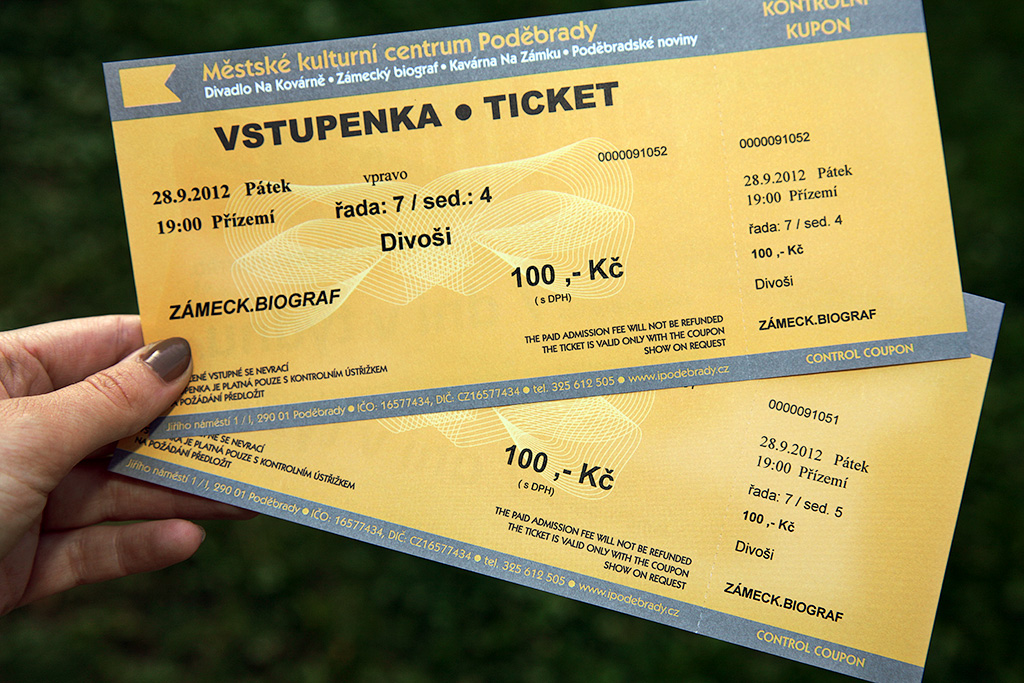 Městské kulturní centrum Poděbrady
Divadlo Na Kovárně • Zámecký biograf • Kavárna Na Zámku • Poděbradské noviny
KONTROLNÍ
KUPON
VSTUPENKA • TICKET
0000091052
28.9.2012 Pátek
19:00 Přízemí
vpravo
řada: 7 / sed.: 4
Divoši
100 ,- Kč
( s DPH)
ZÁMECK.BIOGRAF
THE PAID ADMISSION FEE WILL NOT BE REFUNDED
THE TICKET IS VALID ONLY WITH THE COUPON
SHOW ON REQUEST
VSTUPNÉ SE NEVRACÍ
JE PLATNÁ POUZE S KONTROLNÍM ÚSTŘIŽKEM
POŽÁDÁNÍ PŘEDLOŽIT
Jiřího náměstí 1 / I, 290 01 Poděbrady • IČO: 16577434, DIČ: CZ16577434 • tel. 325 612 505 • www.ipodebrady.cz
0000091052
28.9.2012 Pátek
19:00 Přízemí
řada: 7 / sed.: 4
100 ,- Kč
Divoši
ZÁMECK.BIOGRAF
CONTROL COUPON
SE NEVRACÍ
JE PLATNÁ POUZE S KONTROLNÍM ÚSTŘIŽKEM
NA POŽÁDÁNÍ PŘEDLOŽIT
100 ,- Kč
( s DPH)
THE PAID ADMISSION FEE WILL NOT BE REFUNDED
THE TICKET IS VALID ONLY WITH THE COUPON
SHOW ON REQUEST
Jiřího náměstí 1 / I, 290 01 Poděbrady • IČO: 16577434, DIČ: CZ16577434 • tel. 325 612 505 • www.ipodebrady.cz
0000091051
28.9.2012 Pátek
19:00 Přízemí
řada: 7 / sed.: 5
100 ,- Kč
Divoši
ZÁMECK.BIOGRAF
CONTROL COUPON